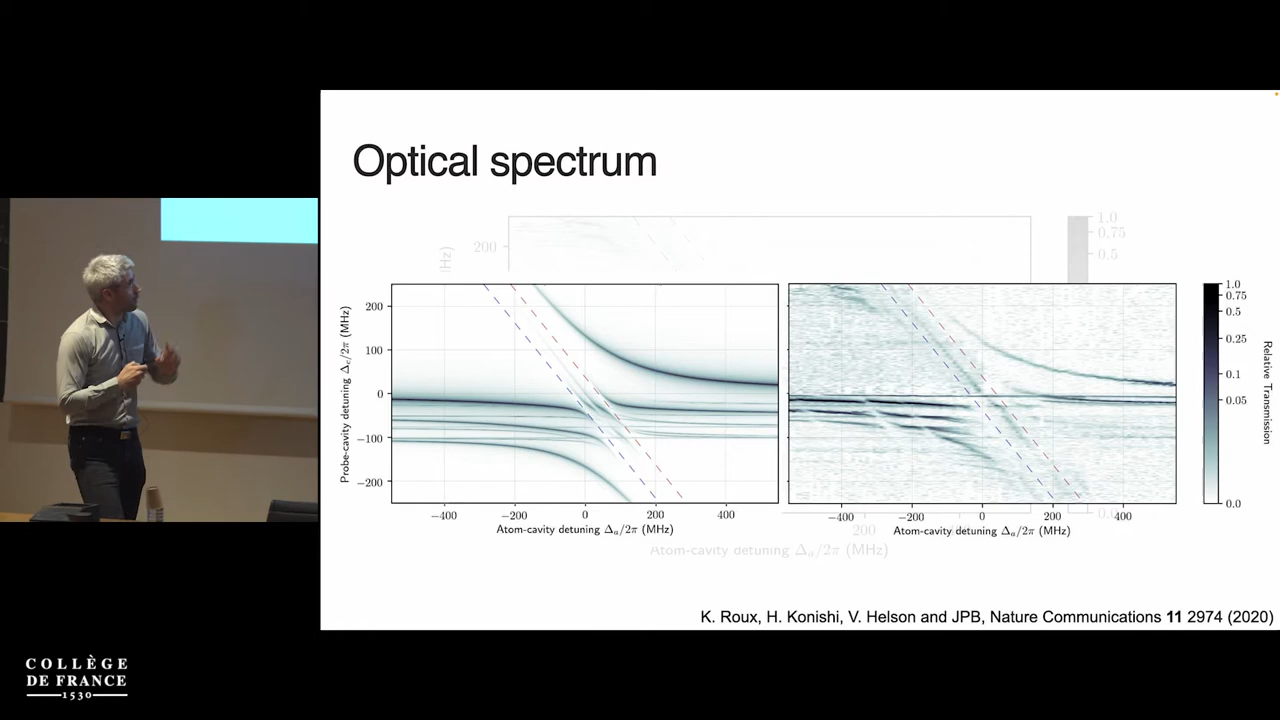 Optical spectrum
1.0
0.75
0.5
200
Hz)
Probe-cavity detuning Δc/2π (MHz)
200
100
0
−100
−200
−400
−200
0
200
400
Atom-cavity detuning Δa/2π (MHz)
−400
−200
0
200
400
Atom-cavity detuning Δa/2π (MHz)
1.0
0.75
0.5
0.25
0.1
0.05
0.0
Relative Transmission
200
0.0
Atom-cavity detuning Δa/2π (MHz)
K. Roux, H. Konishi, V. Helson and JPB, Nature Communications 11 2974 (2020)
COLLÈGE
DE FRANCE
1530